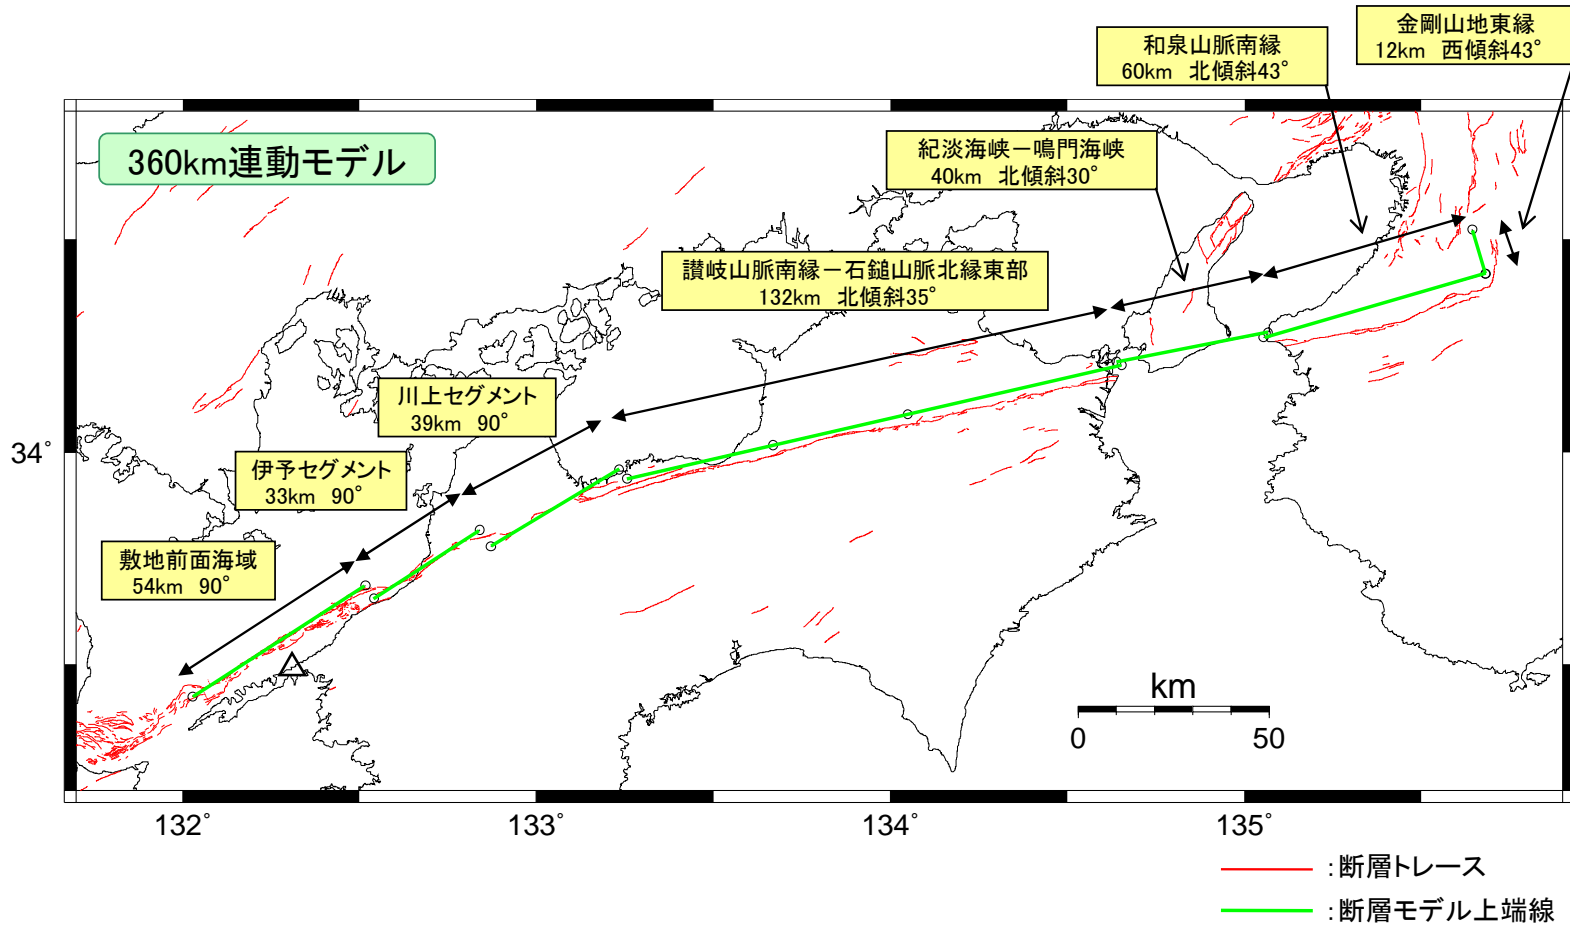 金剛山地東縁
12km 西傾斜43°
和泉山脈南縁
60km 北傾斜43°
360km連動モデル
紀淡海峡－鳴門海峡
40km 北傾斜30°
讃岐山脈南縁－石鎚山脈北縁東部
132km 北傾斜35°
川上セグメント
39km 90°
伊予セグメント
33km 90°
敷地前面海域
54km 90°
34°
km
0 50
132° 133° 134° 135°
:断層トレース
:断層モデル上端線